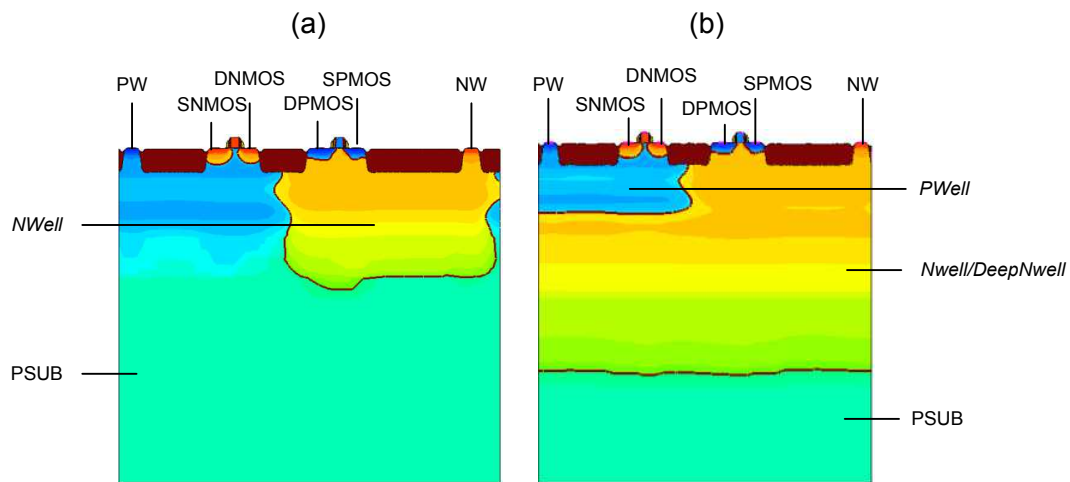 (a)
(b)
DNMOS SPMOS
PW NW
SNMOS DPMOS
NWell
PSUB
DNMOS SPMOS
PW NW
SNMOS DPMOS
PWell
Nwell/DeepNwell
PSUB